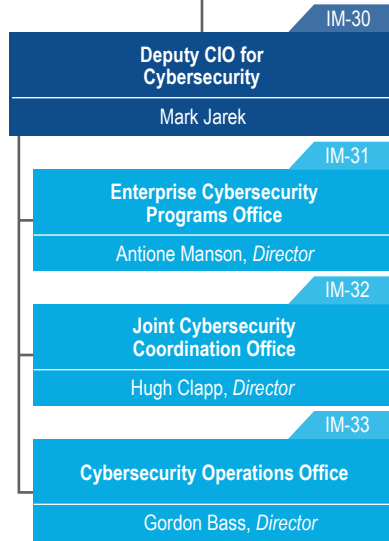 IM-30
Deputy CIO for
Cybersecurity
Mark Jarek
IM-31
Enterprise Cybersecurity
Programs Office
Antione Manson, Director
IM-32
Joint Cybersecurity
Coordination Office
Hugh Clapp, Director
IM-33
Cybersecurity Operations Office
Gordon Bass, Director